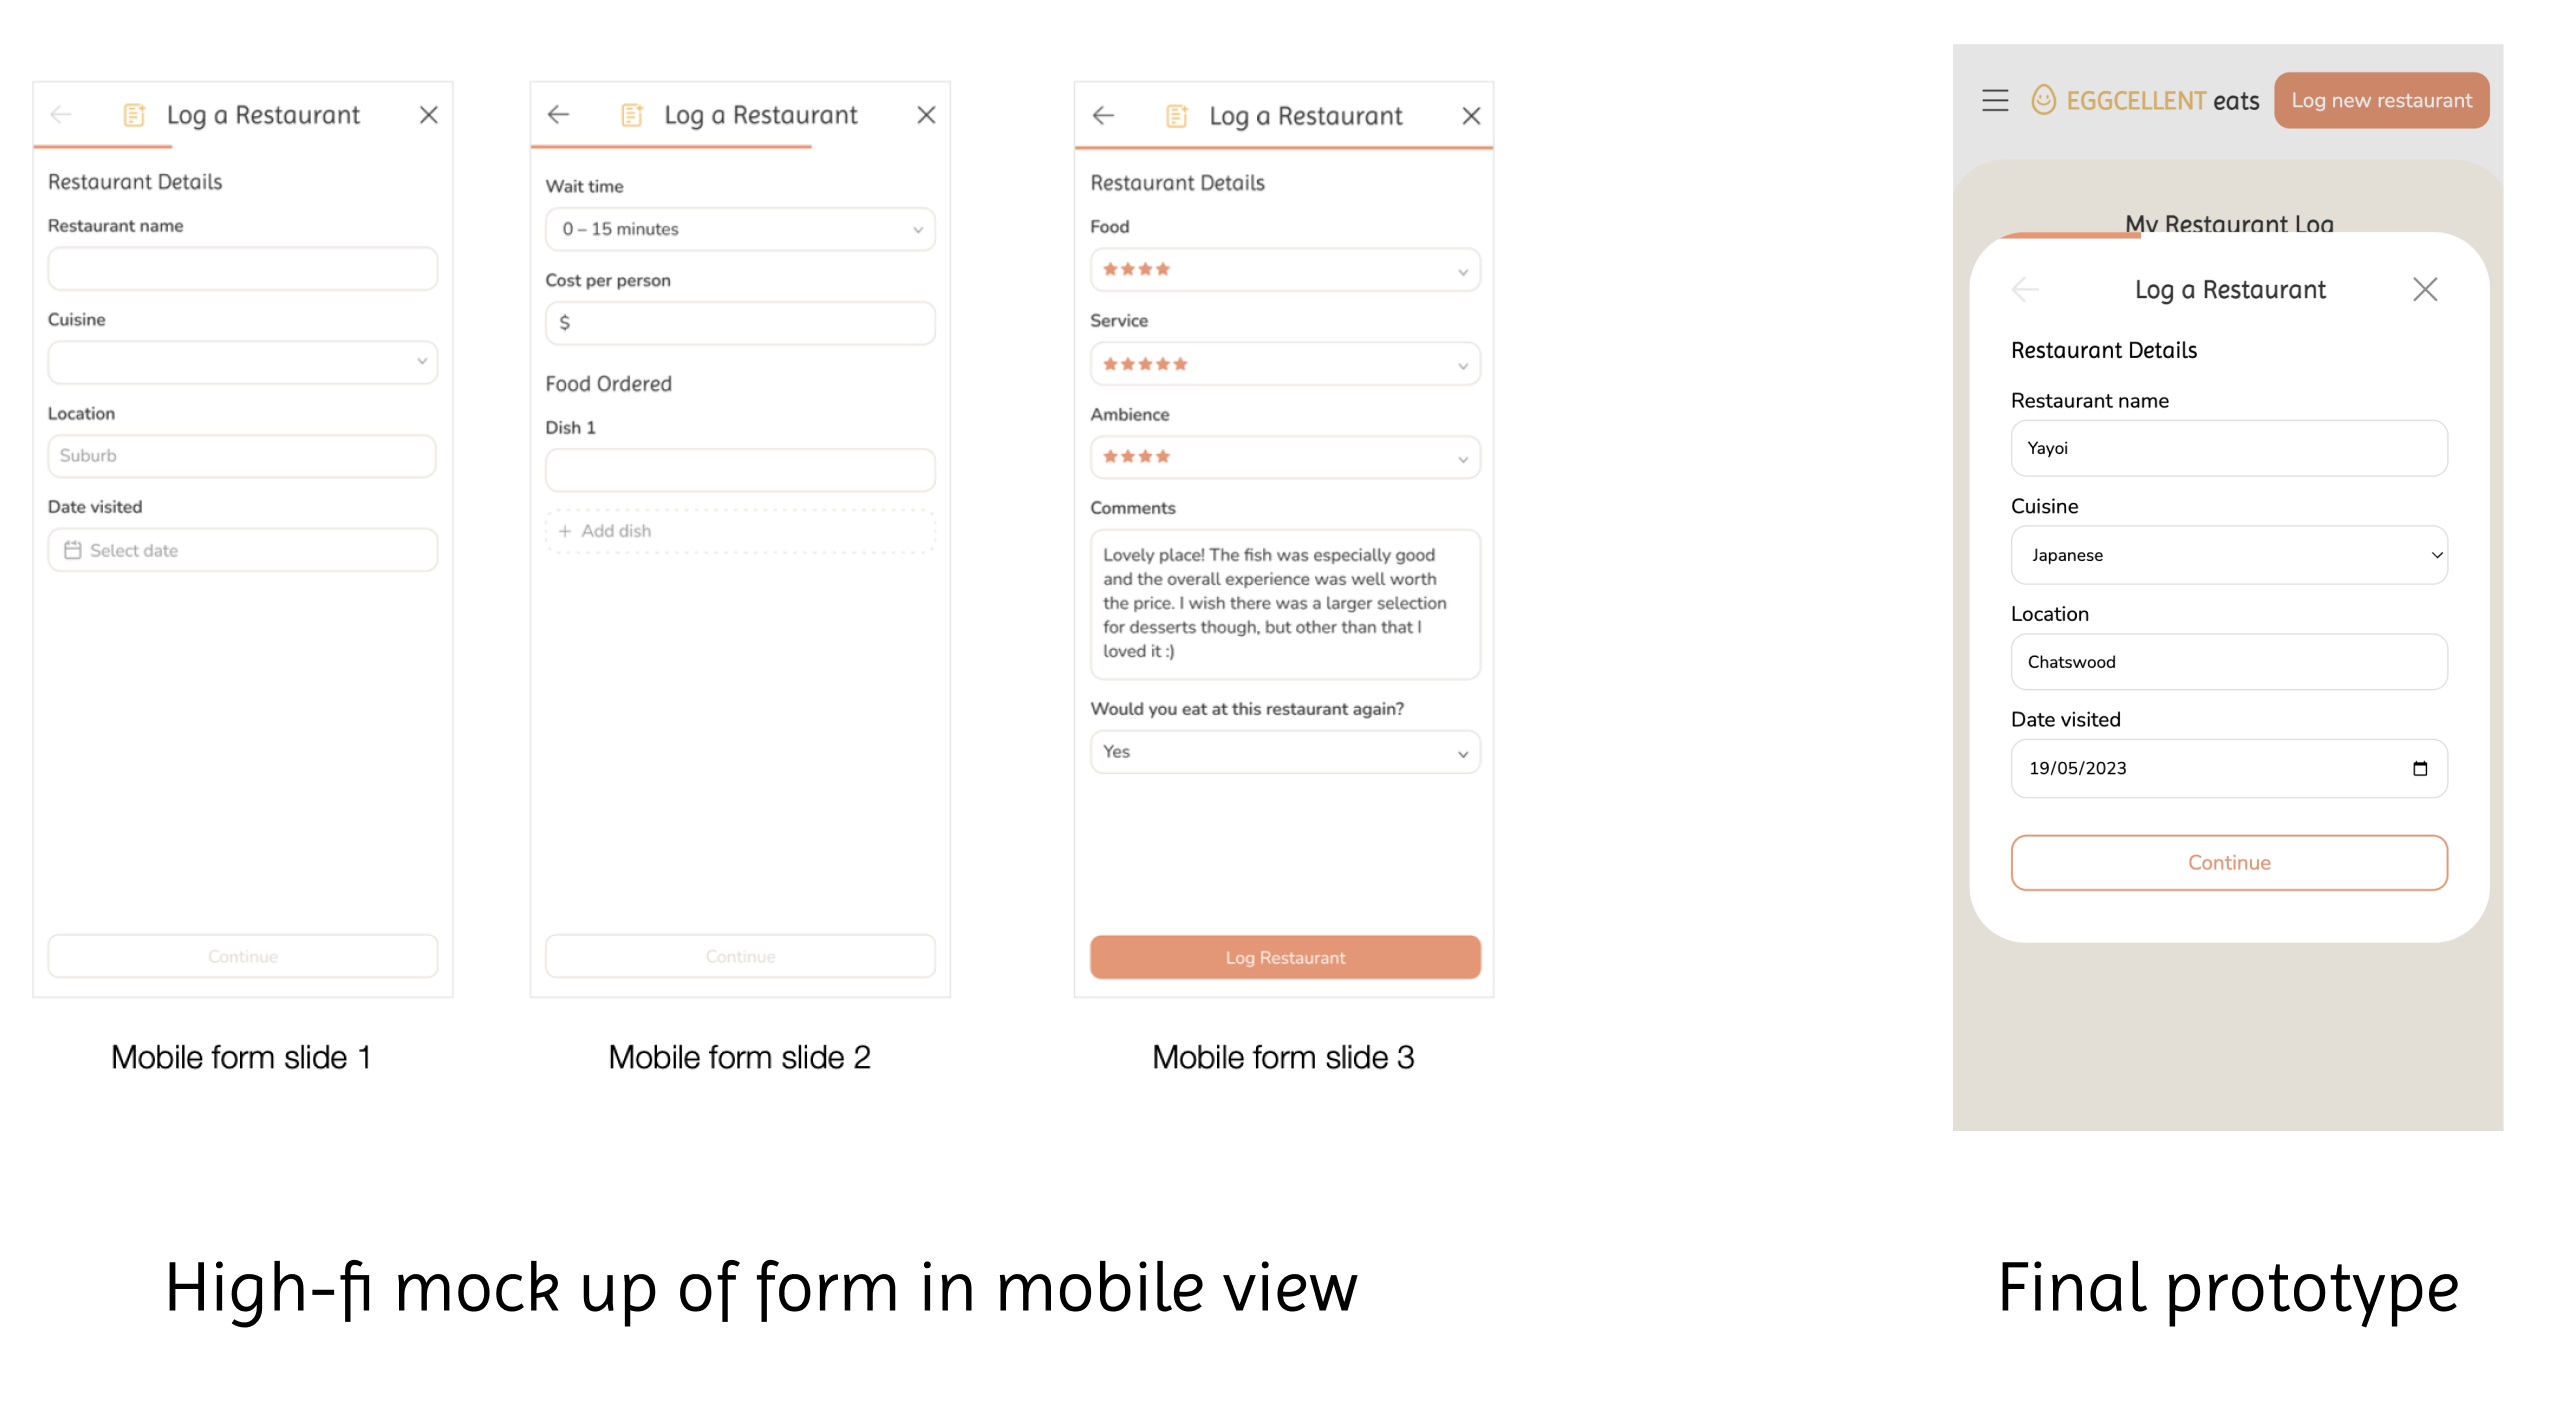 Log a Restaurant
Restaurant Details
Restaurant name
Cuisine
Location
Suburb
Date visited
Select date
Continue
Mobile form slide 1
Log a Restaurant
Wait time
0 – 15 minutes
Cost per person
$
Food Ordered
Dish 1
+ Add dish
Continue
Mobile form slide 2
Log a Restaurant
Restaurant Details
Food
Service
Ambience
Comments
Lovely place! The fish was especially good
and the overall experience was well worth
the price. I wish there was a larger selection
for desserts though, but other than that I
loved it :)
Would you eat at this restaurant again?
Yes
Log Restaurant
Mobile form slide 3
High-fi mock up of form in mobile view
EGGCELLENT eats
Log new restaurant
My Restaurant Log
Log a Restaurant
Restaurant Details
Restaurant name
Yayoi
Cuisine
Japanese
Location
Chatswood
Date visited
19/05/2023
Continue
Final prototype